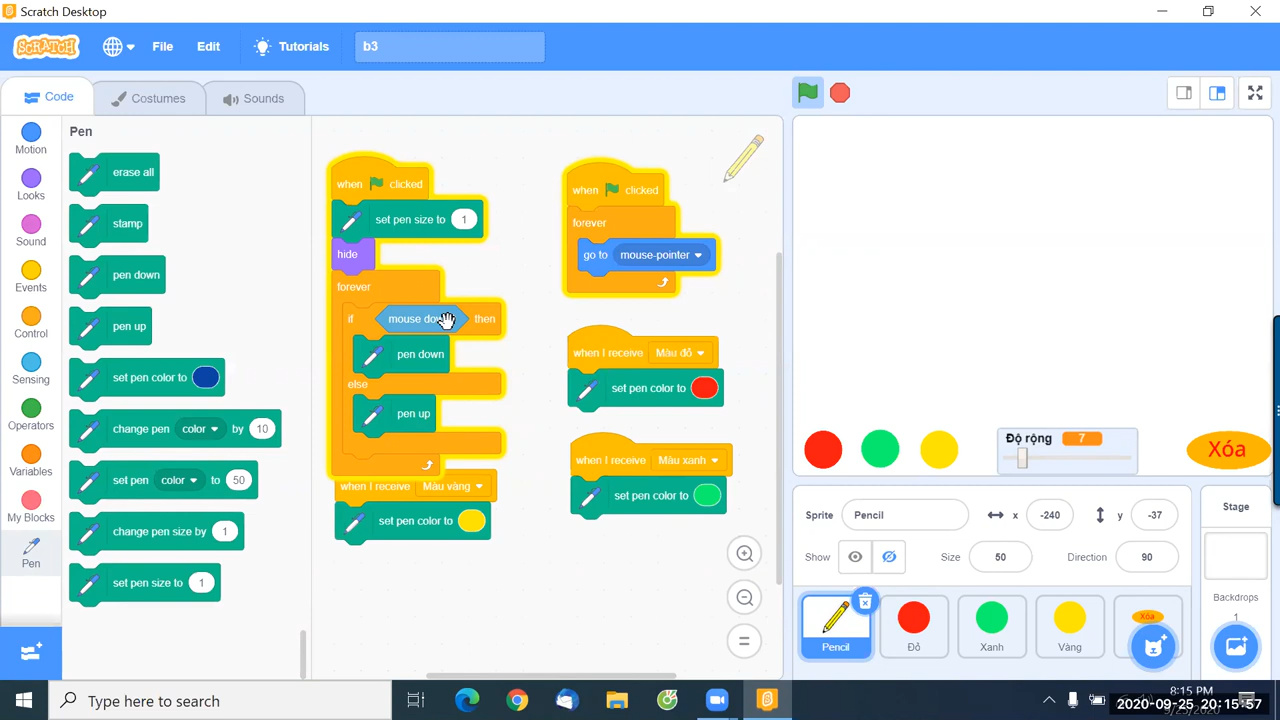 Scratch Desktop
SCRATCH
File
Edit
Tutorials
b3
Code
Costumes
Sounds
Motion
Looks
Sound
Events
Control
Sensing
Operators
Variables
My Blocks
Pen
Pen
erase all
stamp
pen down
pen up
set pen color to
change pen color by 10
set pen color to 50
change pen size by 1
set pen size to 1
when clicked
set pen size to 1
hide
forever
if mouse then
pen down
else
pen up
when I receive Màu vàng
set pen color to
when clicked
forever
go to mouse-pointer
when I receive Màu đỏ
set pen color to
when I receive Màu xanh
set pen color to
Độ rộng 7
Xóa
Sprite Pencil x -240 y -37
Show Size 50 Direction 90
Pencil
Đỏ
Xanh
Vàng
Xóa
Stage
Backdrops
1
Type here to search
8:15 PM
2020-09-25 20:15:57